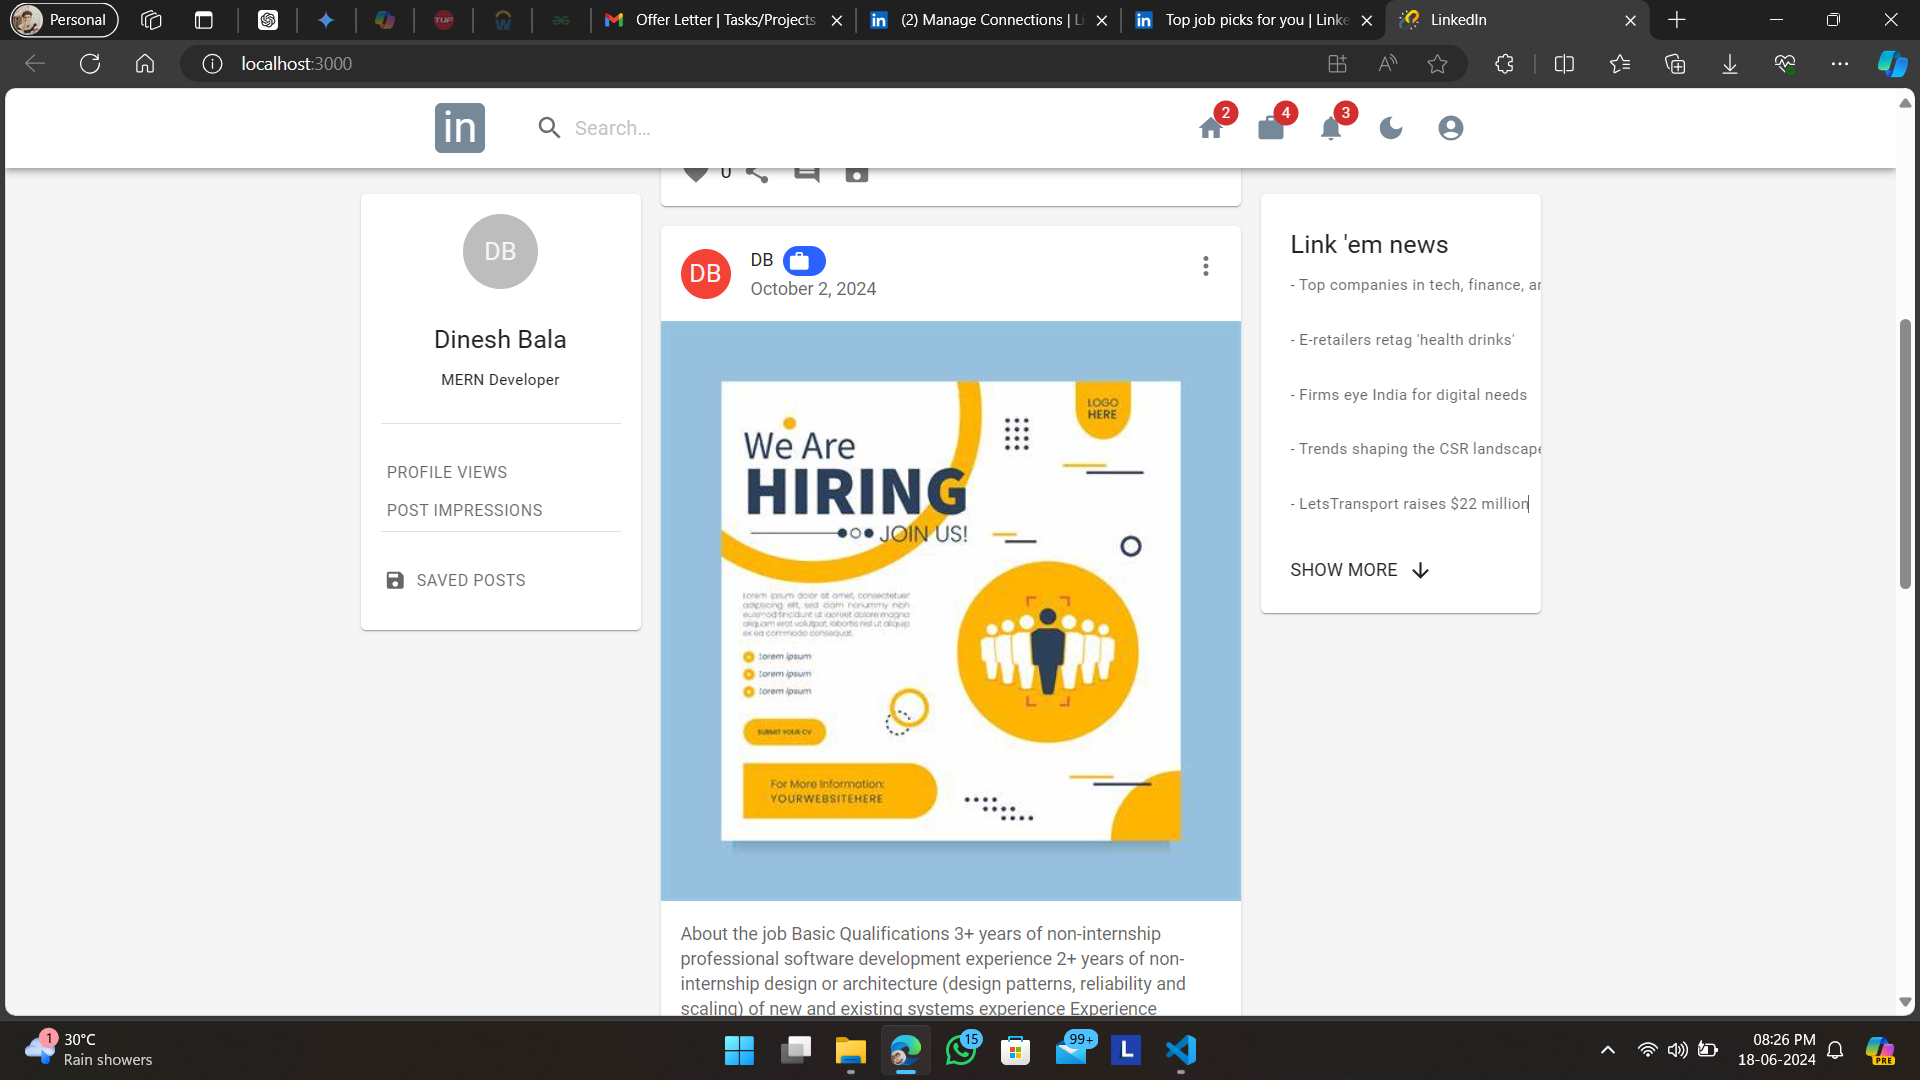 Personal
Offer Letter | Tasks/Projects
(2) Manage Connections | Li
Top job picks for you | Linke
LinkedIn
localhost:3000
in
Search...
2
4
3
0
DB
Dinesh Bala
MERN Developer
PROFILE VIEWS
POST IMPRESSIONS
SAVED POSTS
DB
DB
October 2, 2024
LOGO
HERE
We Are
HIRING
JOIN US!
Lorem ipsum dolor sit amet, consectetuer
adipiscing elit, sed diam nonummy nibh
euismod tincidunt ut laoreet dolore magna
aliquam erat volutpat, lobortis nisl ut aliquip
ex ea commodo consequat.
Lorem ipsum
Lorem ipsum
Lorem ipsum
SUBMIT YOUR CV
For More Information:
YOURWEBSITEHERE
About the job Basic Qualifications 3+ years of non-internship
professional software development experience 2+ years of non-
internship design or architecture (design patterns, reliability and
scaling) of new and existing systems experience Experience
Link 'em news
- Top companies in tech, finance, ar
- E-retailers retag 'health drinks'
- Firms eye India for digital needs
- Trends shaping the CSR landscape
- LetsTransport raises $22 million
SHOW MORE
1
30°C
Rain showers
15
99+
L
PRE
08:26 PM
18-06-2024